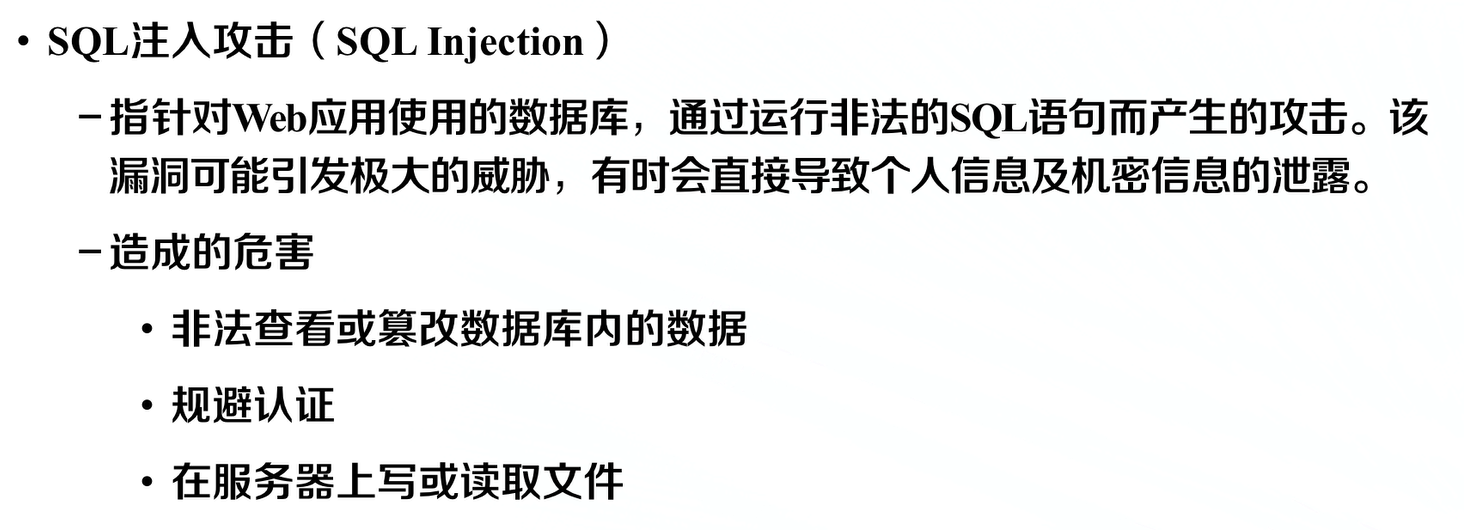 • SQL注入攻击（SQL Injection）
– 指针对Web应用使用的数据库，通过运行非法的SQL语句而产生的攻击。该
漏洞可能引发极大的威胁，有时会直接导致个人信息及机密信息的泄露。
– 造成的危害
• 非法查看或篡改数据库内的数据
• 规避认证
• 在服务器上写或读取文件